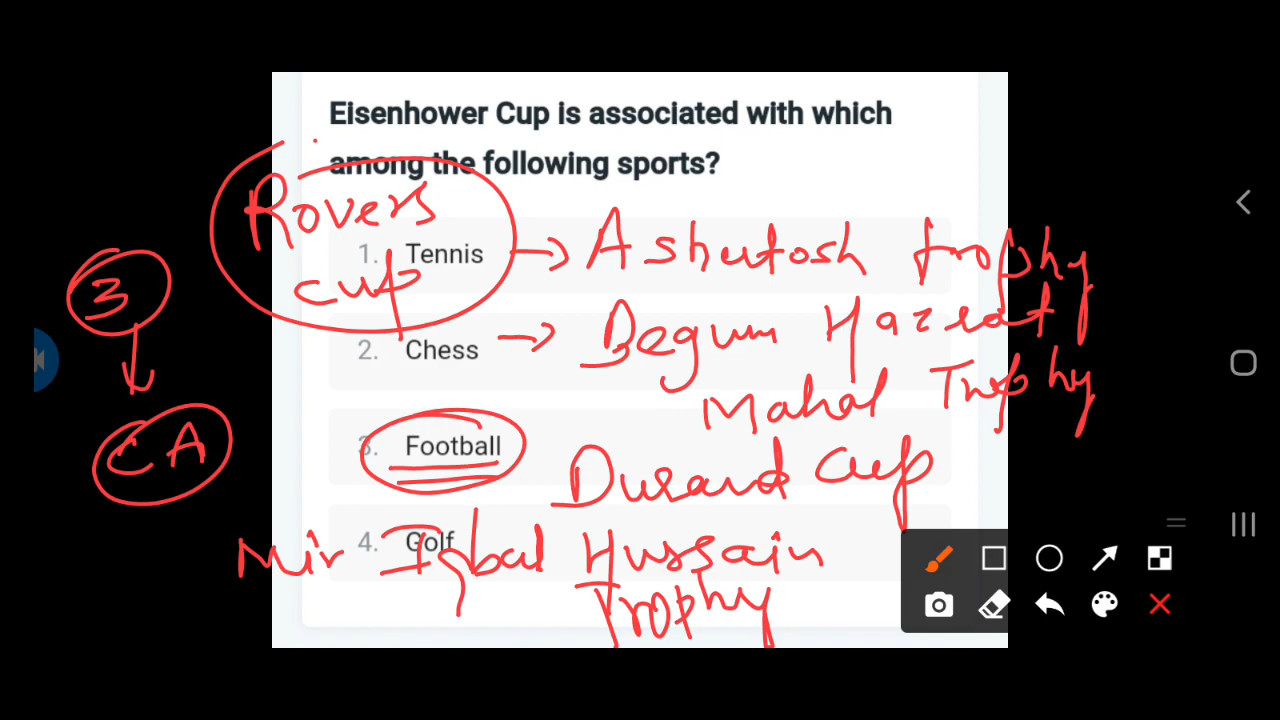 Eisenhower Cup is associated with which
among the following sports?
Rovers
cup
1. Tennis → Ashutosh trophy
2. Chess → Begum Hazrat
Mahal Trophy
3. Football
Durand Cup
4. Golf
Mir Iqbal Hussain
Trophy
3
CA